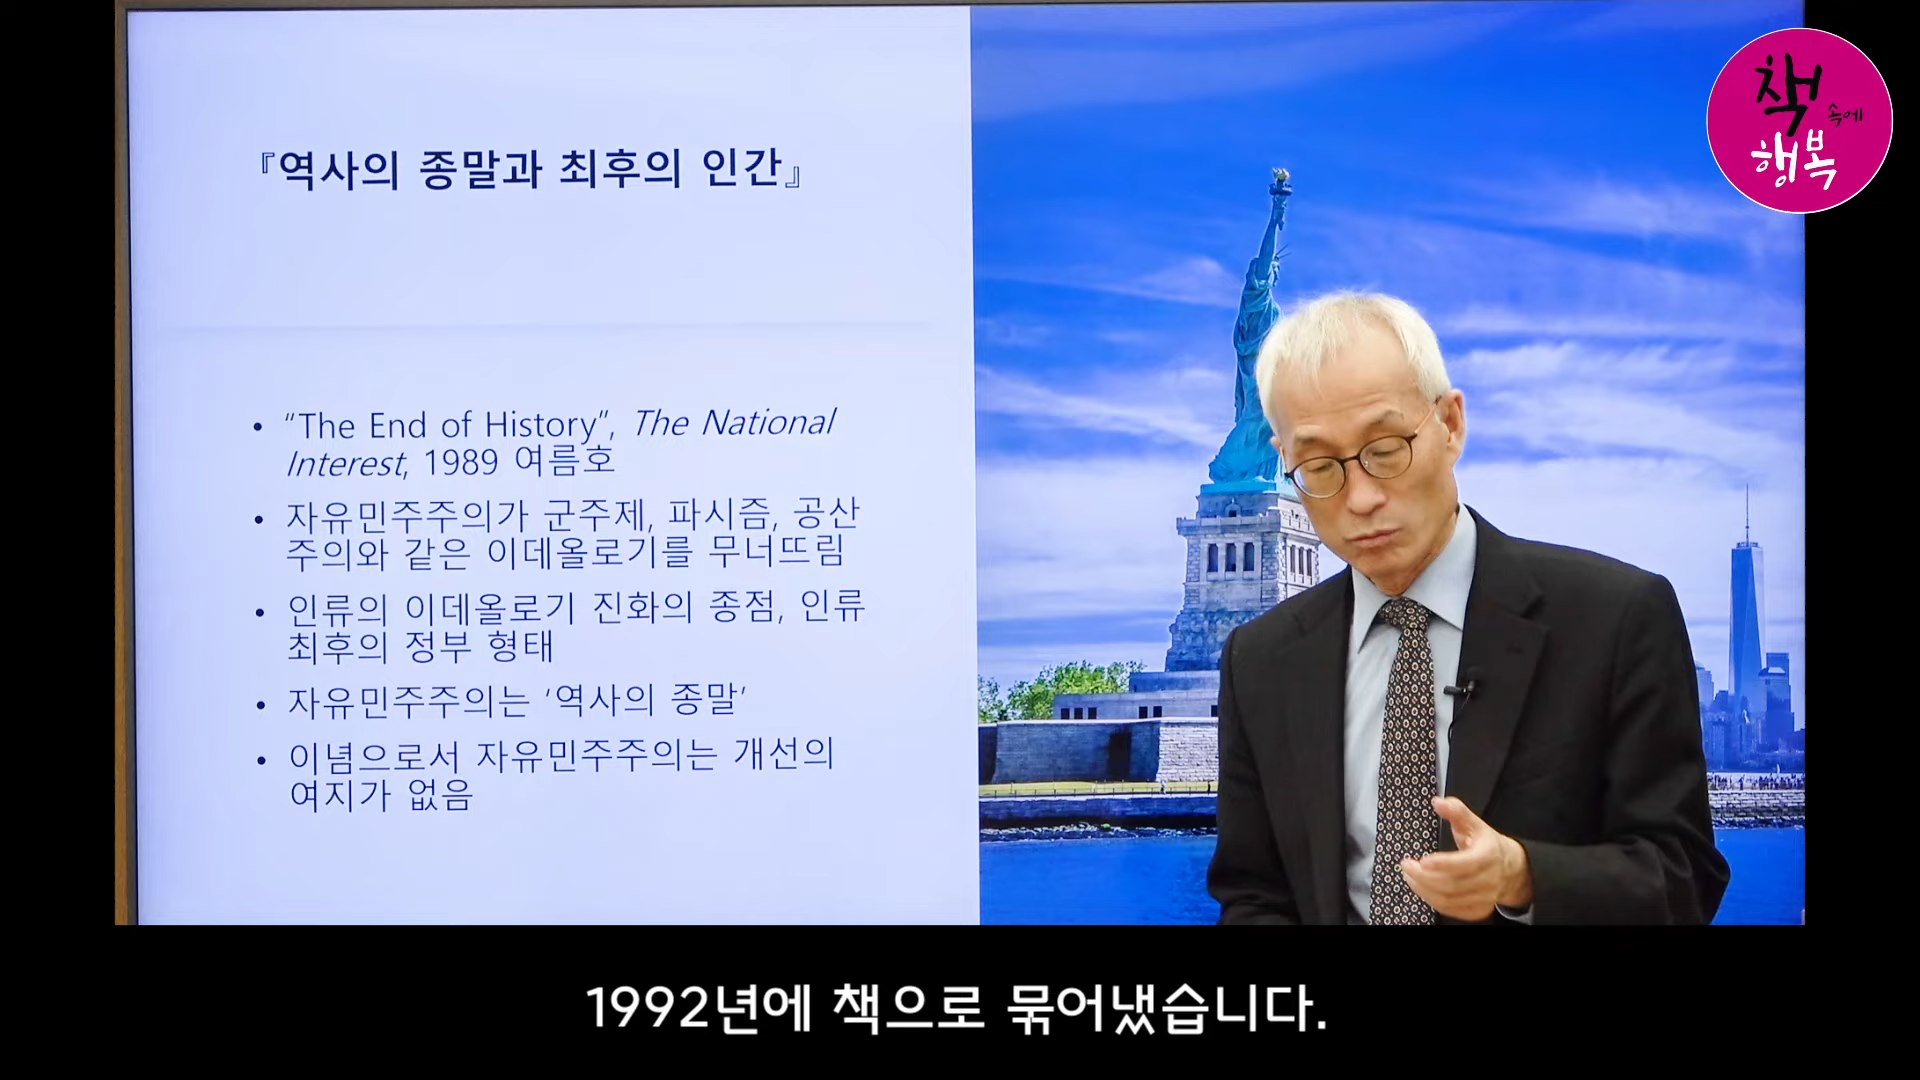 책
속에
행복
『역사의 종말과 최후의 인간』
• “The End of History”, The National
Interest, 1989 여름호
• 자유민주주의가 군주제, 파시즘, 공산
주의와 같은 이데올로기를 무너뜨림
• 인류의 이데올로기 진화의 종점, 인류
최후의 정부 형태
• 자유민주주의는 ‘역사의 종말’
• 이념으로서 자유민주주의는 개선의
여지가 없음
1992년에 책으로 묶어냈습니다.